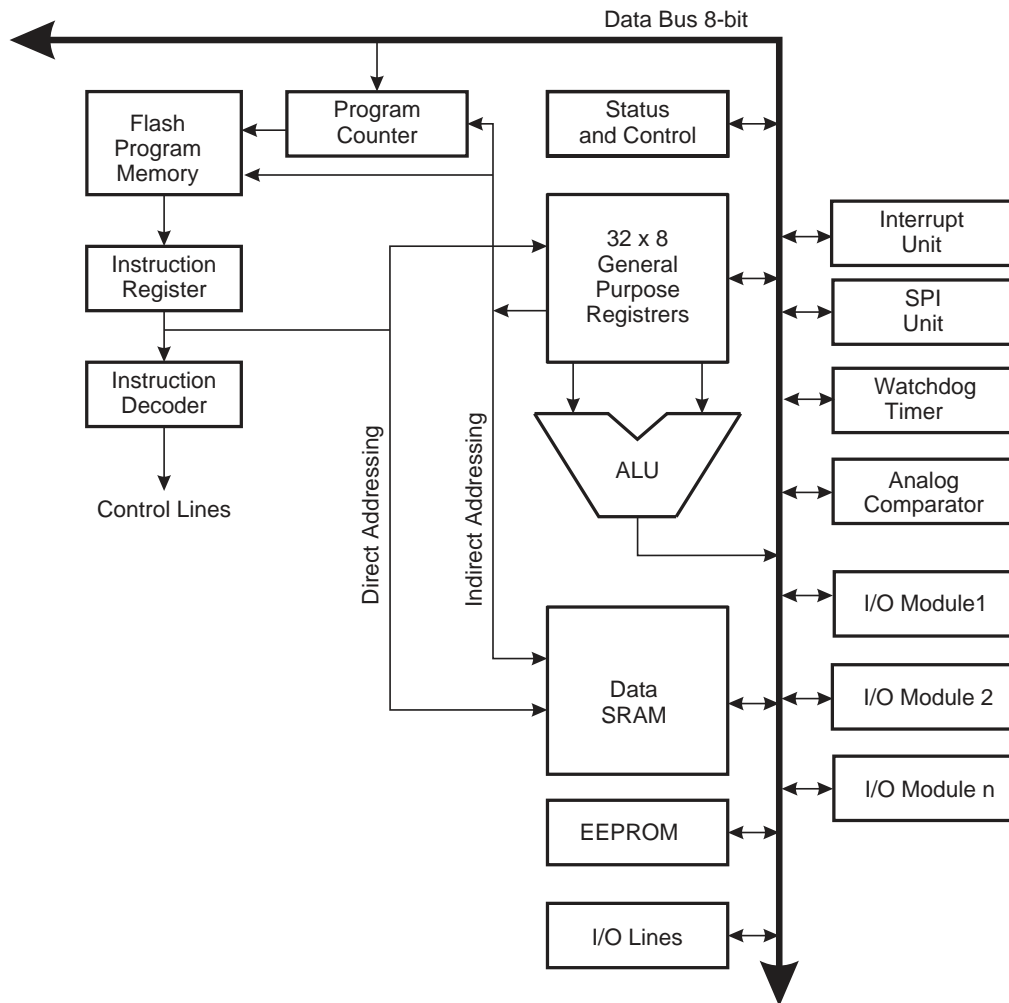 Data Bus 8-bit
Flash
Program
Memory
Program
Counter
Status
and Control
Instruction
Register
32 x 8
General
Purpose
Registrers
Interrupt
Unit
SPI
Unit
Instruction
Decoder
Watchdog
Timer
Control Lines
Direct Addressing
Indirect Addressing
ALU
Analog
Comparator
I/O Module1
Data
SRAM
I/O Module 2
I/O Module n
EEPROM
I/O Lines